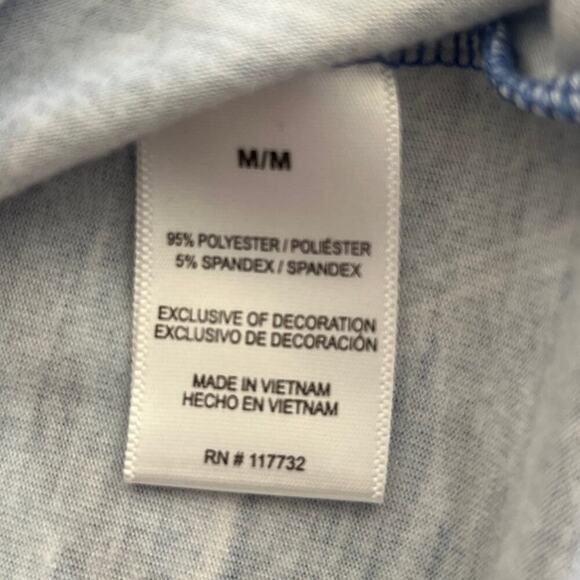 M/M
95% POLYESTER / POLIÉSTER
5% SPANDEX / SPANDEX
EXCLUSIVE OF DECORATION
EXCLUSIVO DE DECORACIÓN
MADE IN VIETNAM
HECHO EN VIETNAM
RN # 117732